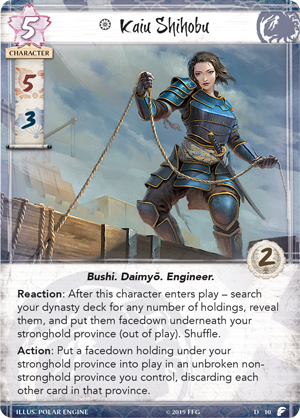 5
Kaiu Shihobu
CHARACTER
5
3
2
Bushi. Daimyō. Engineer.
Reaction: After this character enters play – search
your dynasty deck for any number of holdings, reveal
them, and put them facedown underneath your
stronghold province (out of play). Shuffle.
Action: Put a facedown holding under your
stronghold province into play in an unbroken non-
stronghold province you control, discarding each
other card in that province.
ILLUS. POLAR ENGINE
©2019 FFG
D 10